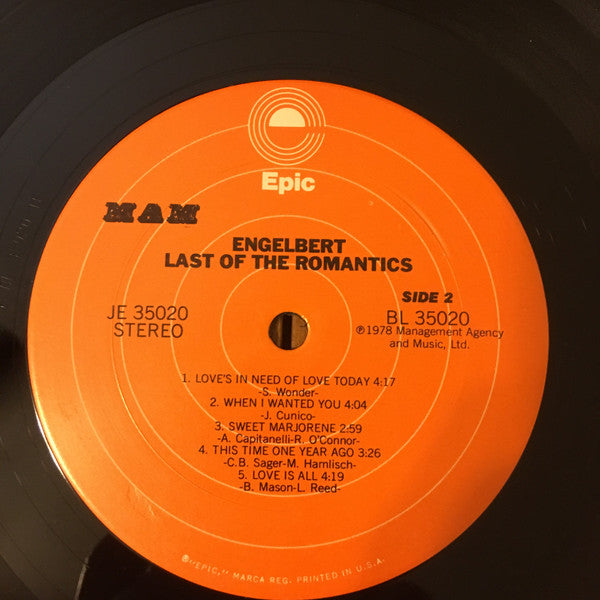 Epic
MAM
ENGELBERT
LAST OF THE ROMANTICS
SIDE 2
JE 35020
STEREO
BL 35020
℗1978 Management Agency
and Music, Ltd.
1. LOVE'S IN NEED OF LOVE TODAY 4:17
-S. Wonder-
2. WHEN I WANTED YOU 4:04
-J. Cunico-
3. SWEET MARJORENE 2:59
-A. Capitanelli-R. O'Connor-
4. THIS TIME ONE YEAR AGO 3:26
-C.B. Sager-M. Hamlisch-
5. LOVE IS ALL 4:19
-B. Mason-L. Reed-
"EPIC," MARCA REG. PRINTED IN U.S.A.